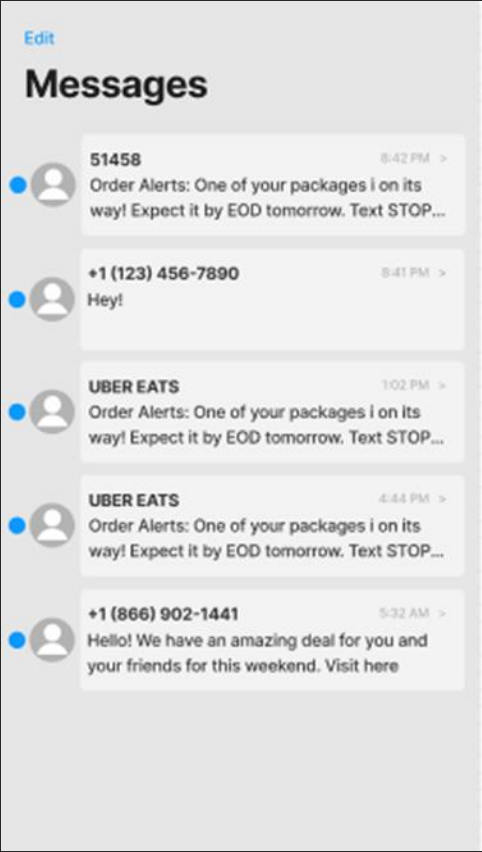 Edit
Messages
51458 8:42 PM >
Order Alerts: One of your packages i on its
way! Expect it by EOD tomorrow. Text STOP...
+1 (123) 456-7890 8:41 PM >
Hey!
UBER EATS 1:02 PM >
Order Alerts: One of your packages i on its
way! Expect it by EOD tomorrow. Text STOP...
UBER EATS 4:44 PM >
Order Alerts: One of your packages i on its
way! Expect it by EOD tomorrow. Text STOP...
+1 (866) 902-1441 5:32 AM >
Hello! We have an amazing deal for you and
your friends for this weekend. Visit here